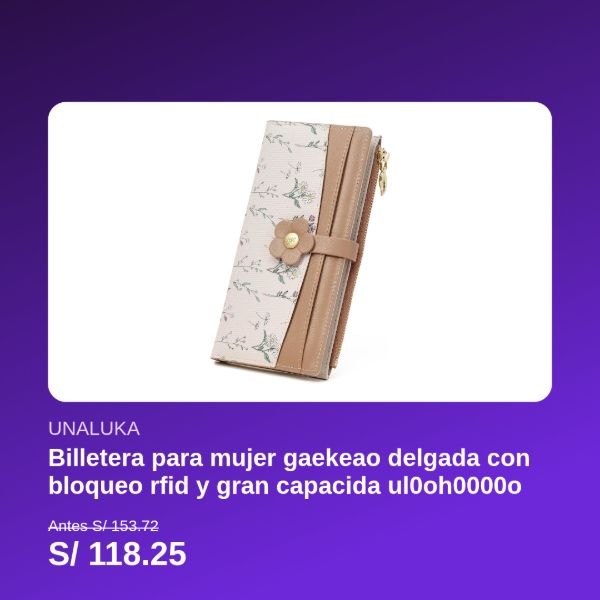 UNALUKA
Billetera para mujer gaekeao delgada con
bloqueo rfid y gran capacida ul0oh0000o
Antes S/ 153.72
S/ 118.25